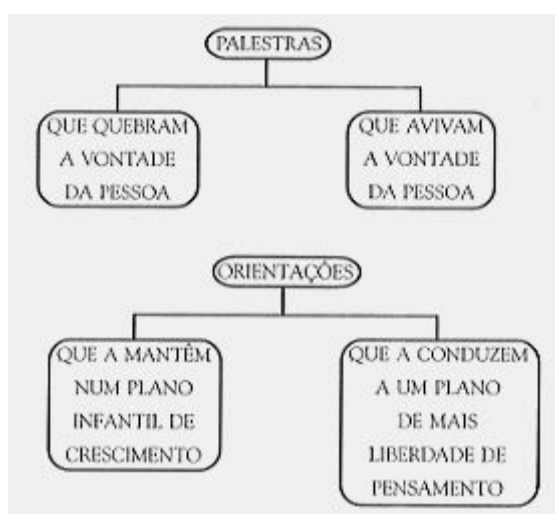 PALESTRAS
QUE QUEBRAM
A VONTADE
DA PESSOA
QUE AVIVAM
A VONTADE
DA PESSOA
ORIENTAÇÕES
QUE A MANTÊM
NUM PLANO
INFANTIL DE
CRESCIMENTO
QUE A CONDUZEM
A UM PLANO
DE MAIS
LIBERDADE DE
PENSAMENTO